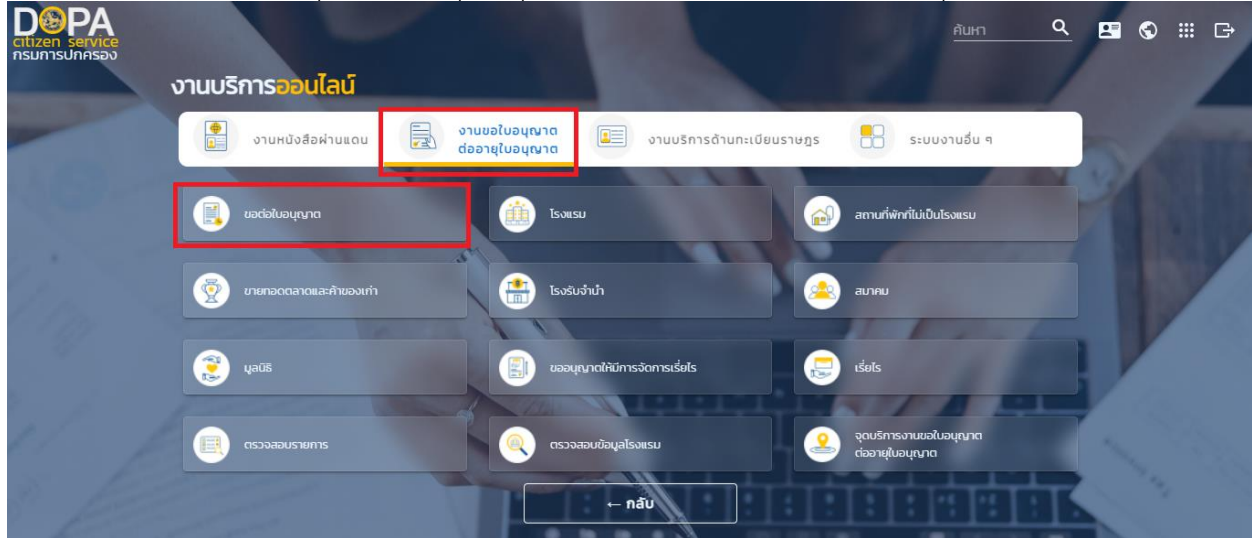 DOPA
citizen service
กรมการปกครอง
ค้นหา
งานบริการออนไลน์
งานหนังสือผ่านแดน
งานขอใบอนุญาต
ต่ออายุใบอนุญาต
งานบริการด้านทะเบียนราษฎร
ระบบงานอื่น ๆ
ขอต่อใบอนุญาต
โรงแรม
สถานที่พักที่ไม่เป็นโรงแรม
ขายทอดตลาดและค้าของเก่า
โรงรับจำนำ
สมาคม
มูลนิธิ
ขออนุญาตให้มีการจัดการเรี่ยไร
เรี่ยไร
ตรวจสอบรายการ
ตรวจสอบข้อมูลโรงแรม
จุดบริการงานขอใบอนุญาต
ต่ออายุใบอนุญาต
← กลับ